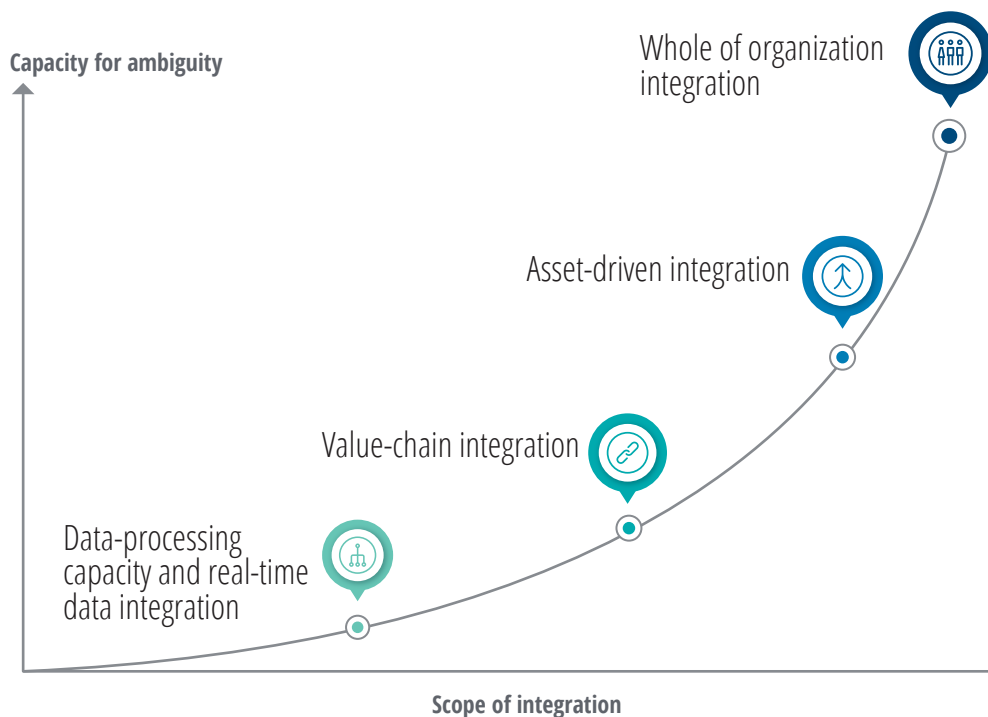 Capacity for ambiguity
Whole of organization
integration
Asset-driven integration
Value-chain integration
Data-processing
capacity and real-time
data integration
Scope of integration